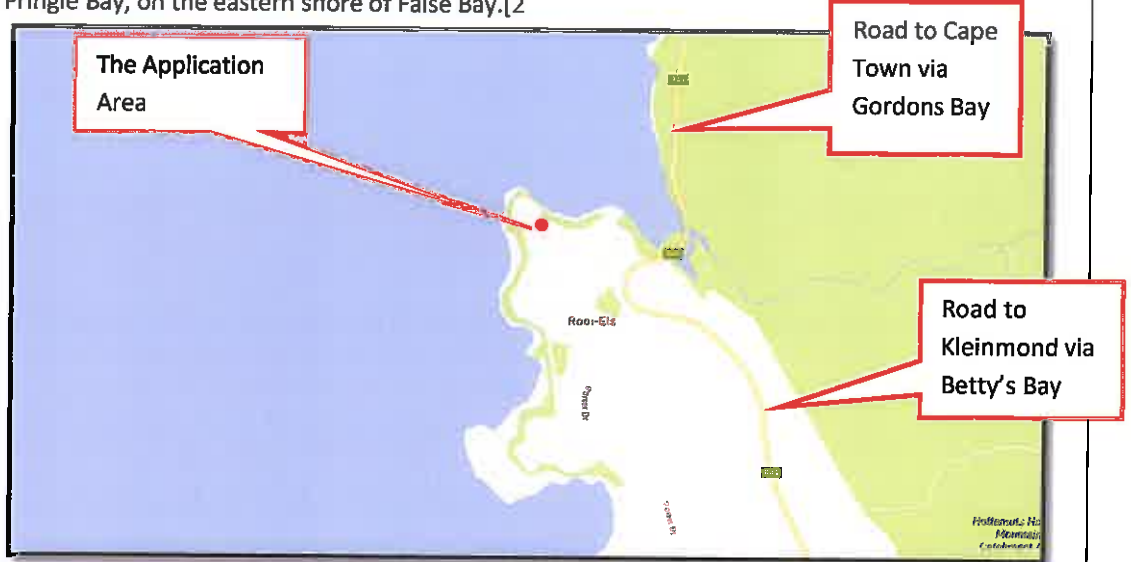 Pringle Bay, on the eastern shore of False Bay.[2
The Application
Area
Road to Cape
Town via
Gordons Bay
Rooi-Els
Road to
Kleinmond via
Betty's Bay
Mountain